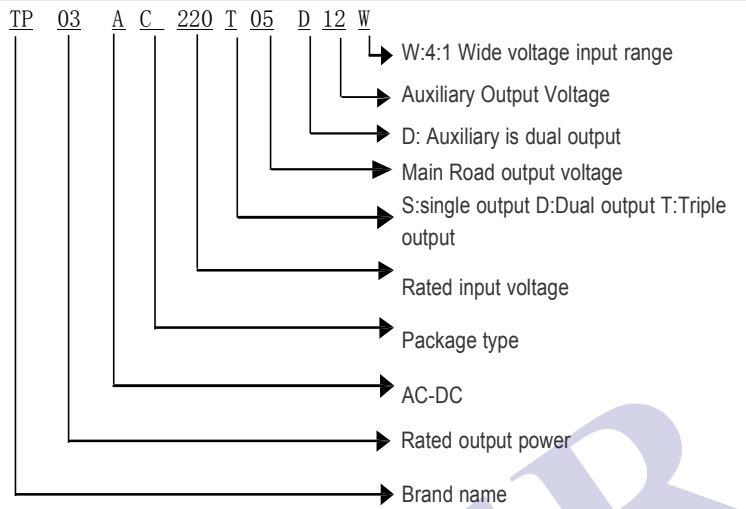 TP 03 A C 220 T 05 D 12 W
W:4:1 Wide voltage input range
Auxiliary Output Voltage
D: Auxiliary is dual output
Main Road output voltage
S:single output D:Dual output T:Triple
output
Rated input voltage
Package type
AC-DC
Rated output power
Brand name